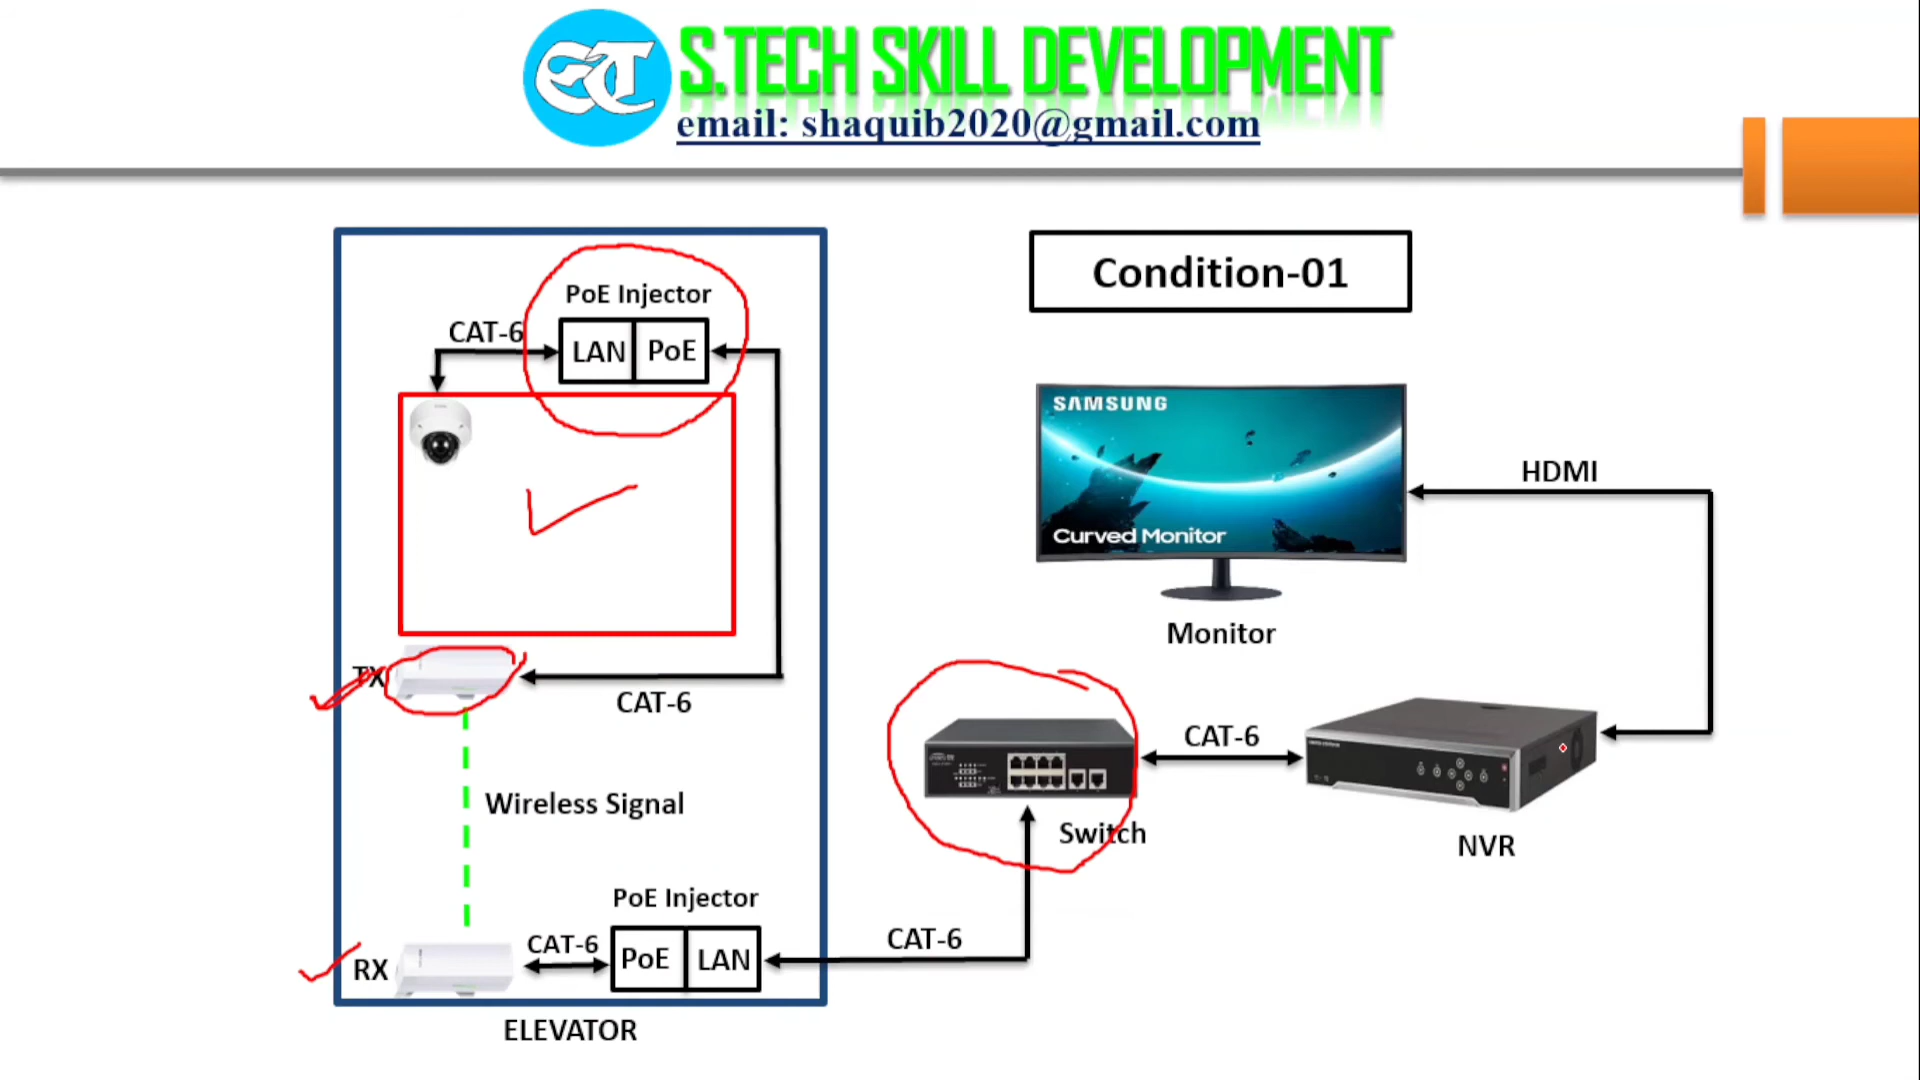 S.TECH SKILL DEVELOPMENT
email: shaquib2020@gmail.com
Condition-01
PoE Injector
CAT-6
LAN
PoE
SAMSUNG
Curved Monitor
Monitor
HDMI
TX
CAT-6
CAT-6
Switch
NVR
Wireless Signal
PoE Injector
RX
CAT-6
PoE
LAN
CAT-6
ELEVATOR